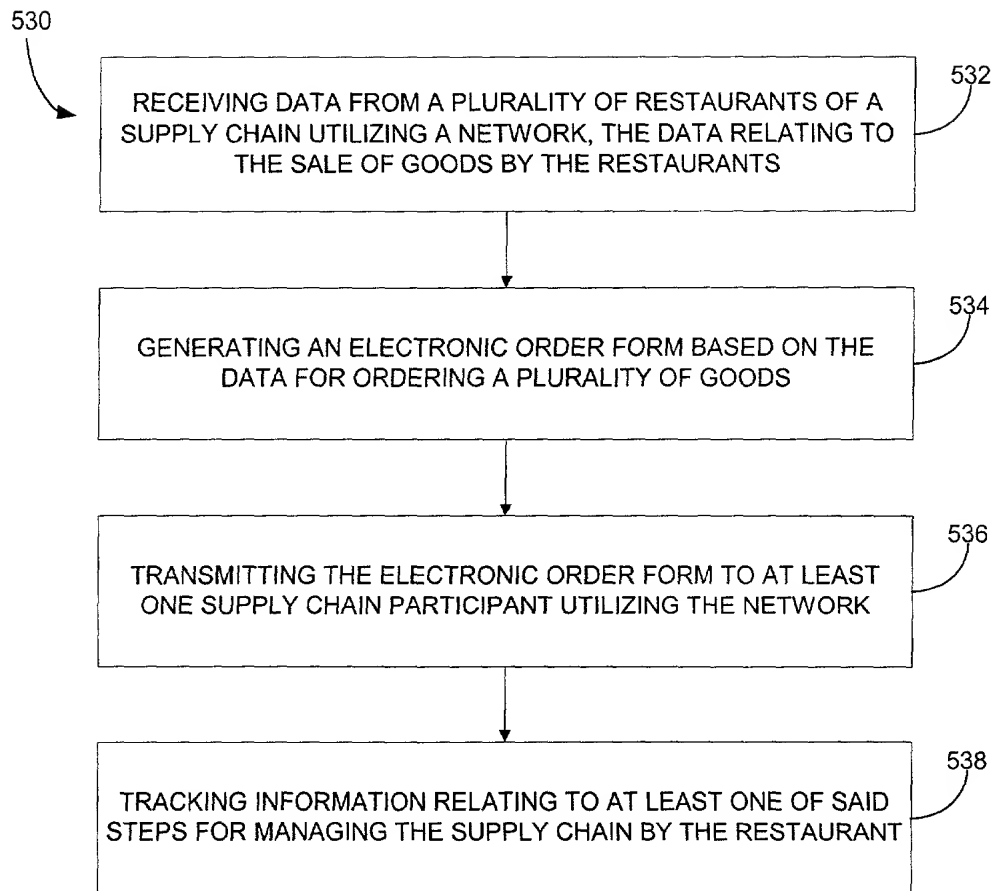 530
532
RECEIVING DATA FROM A PLURALITY OF RESTAURANTS OF A
SUPPLY CHAIN UTILIZING A NETWORK, THE DATA RELATING TO
THE SALE OF GOODS BY THE RESTAURANTS
534
GENERATING AN ELECTRONIC ORDER FORM BASED ON THE
DATA FOR ORDERING A PLURALITY OF GOODS
536
TRANSMITTING THE ELECTRONIC ORDER FORM TO AT LEAST
ONE SUPPLY CHAIN PARTICIPANT UTILIZING THE NETWORK
538
TRACKING INFORMATION RELATING TO AT LEAST ONE OF SAID
STEPS FOR MANAGING THE SUPPLY CHAIN BY THE RESTAURANT